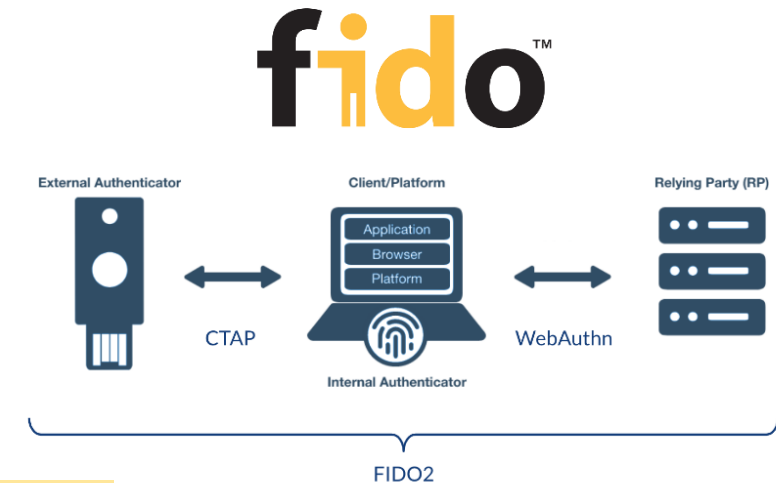 fido™
External Authenticator
Client/Platform
Relying Party (RP)
Application
Browser
Platform
CTAP
WebAuthn
Internal Authenticator
FIDO2